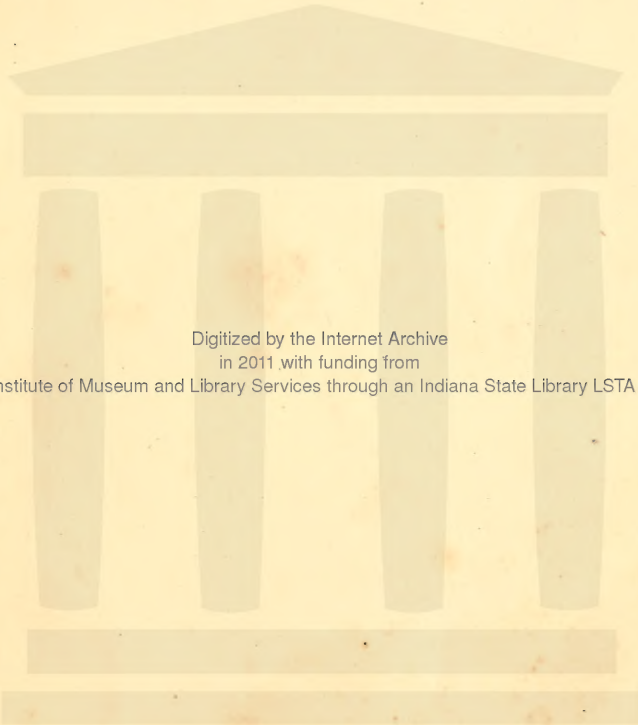 Digitized by the Internet Archive
in 2011 with funding from
nstitute of Museum and Library Services through an Indiana State Library LSTA